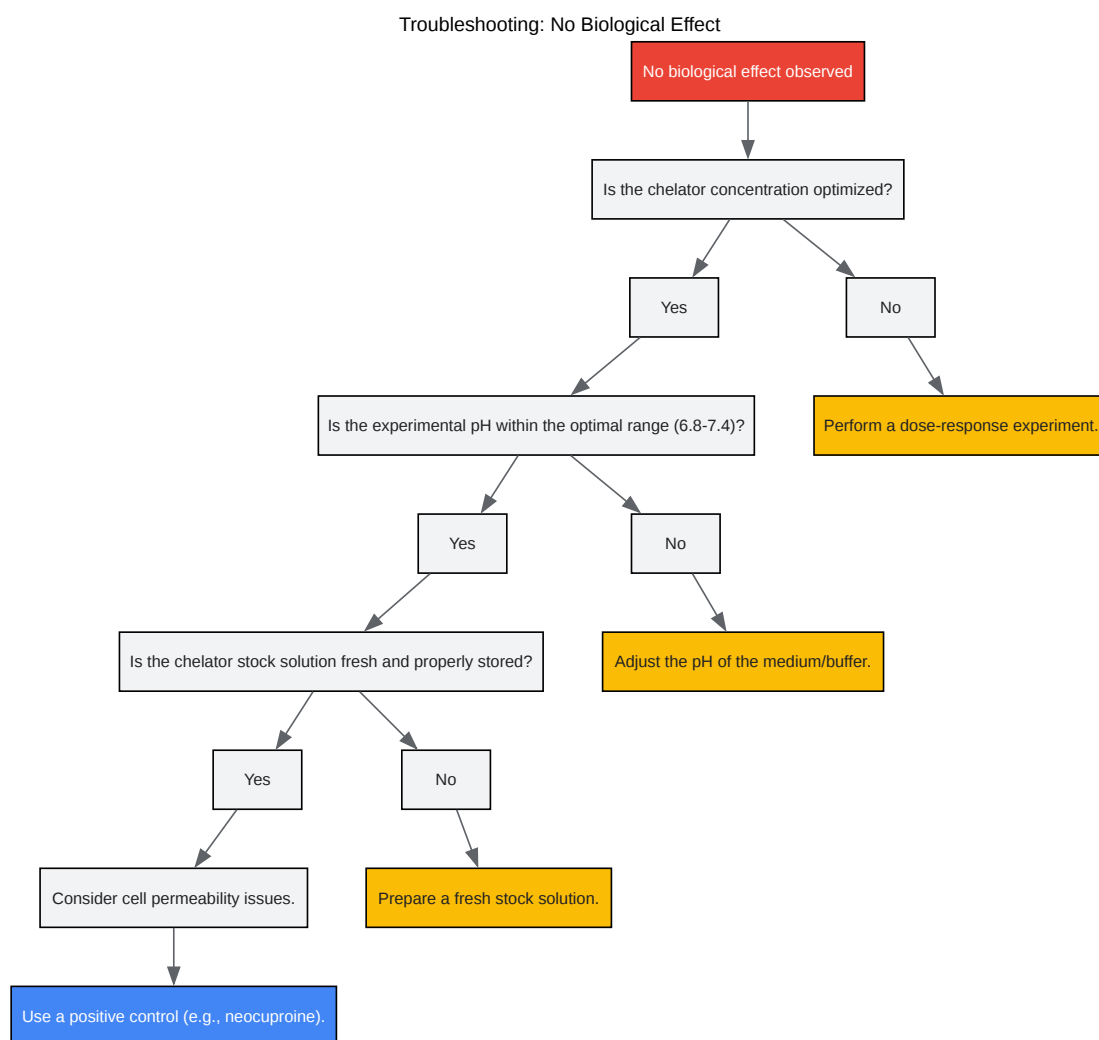 Troubleshooting: No Biological Effect
No biological effect observed
Is the chelator concentration optimized?
Yes
No
Is the experimental pH within the optimal range (6.8-7.4)?
Perform a dose-response experiment.
Yes
No
Is the chelator stock solution fresh and properly stored?
Adjust the pH of the medium/buffer.
Yes
No
Consider cell permeability issues.
Prepare a fresh stock solution.
Use a positive control (e.g., neocuproine).